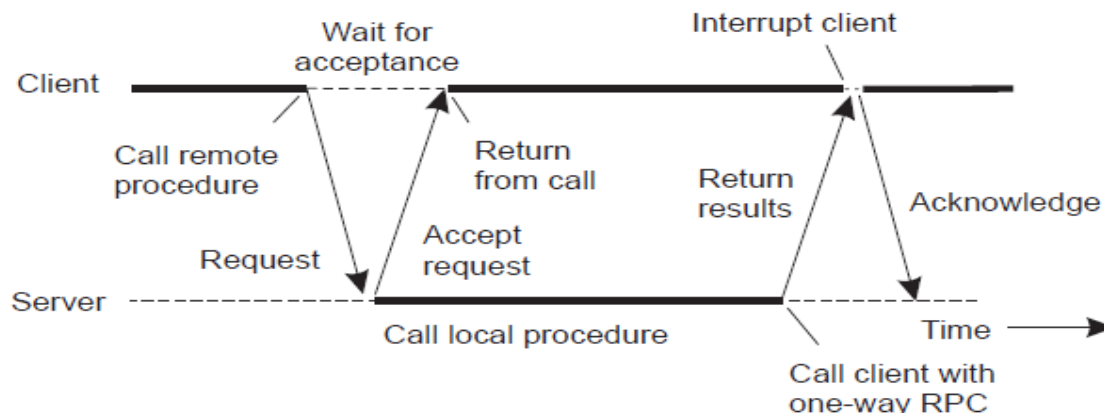 Interrupt client
Wait for
acceptance
Client
Call remote
procedure
Return
from call
Return
results
Acknowledge
Request
Accept
request
Server
Call local procedure
Time
Call client with
one-way RPC